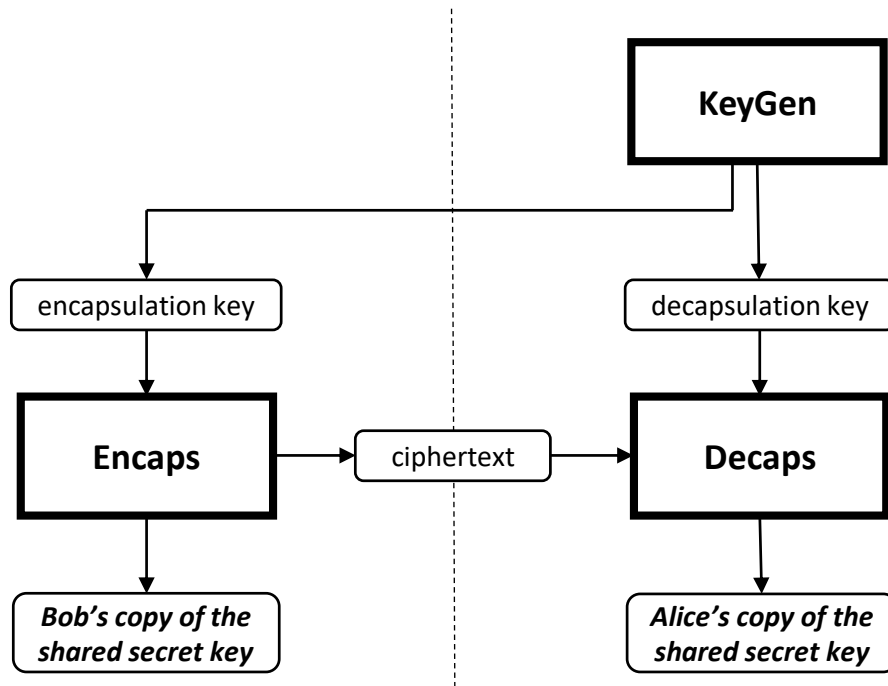 KeyGen
encapsulation key
decapsulation key
Encaps
ciphertext
Decaps
Bob’s copy of the
shared secret key
Alice’s copy of the
shared secret key